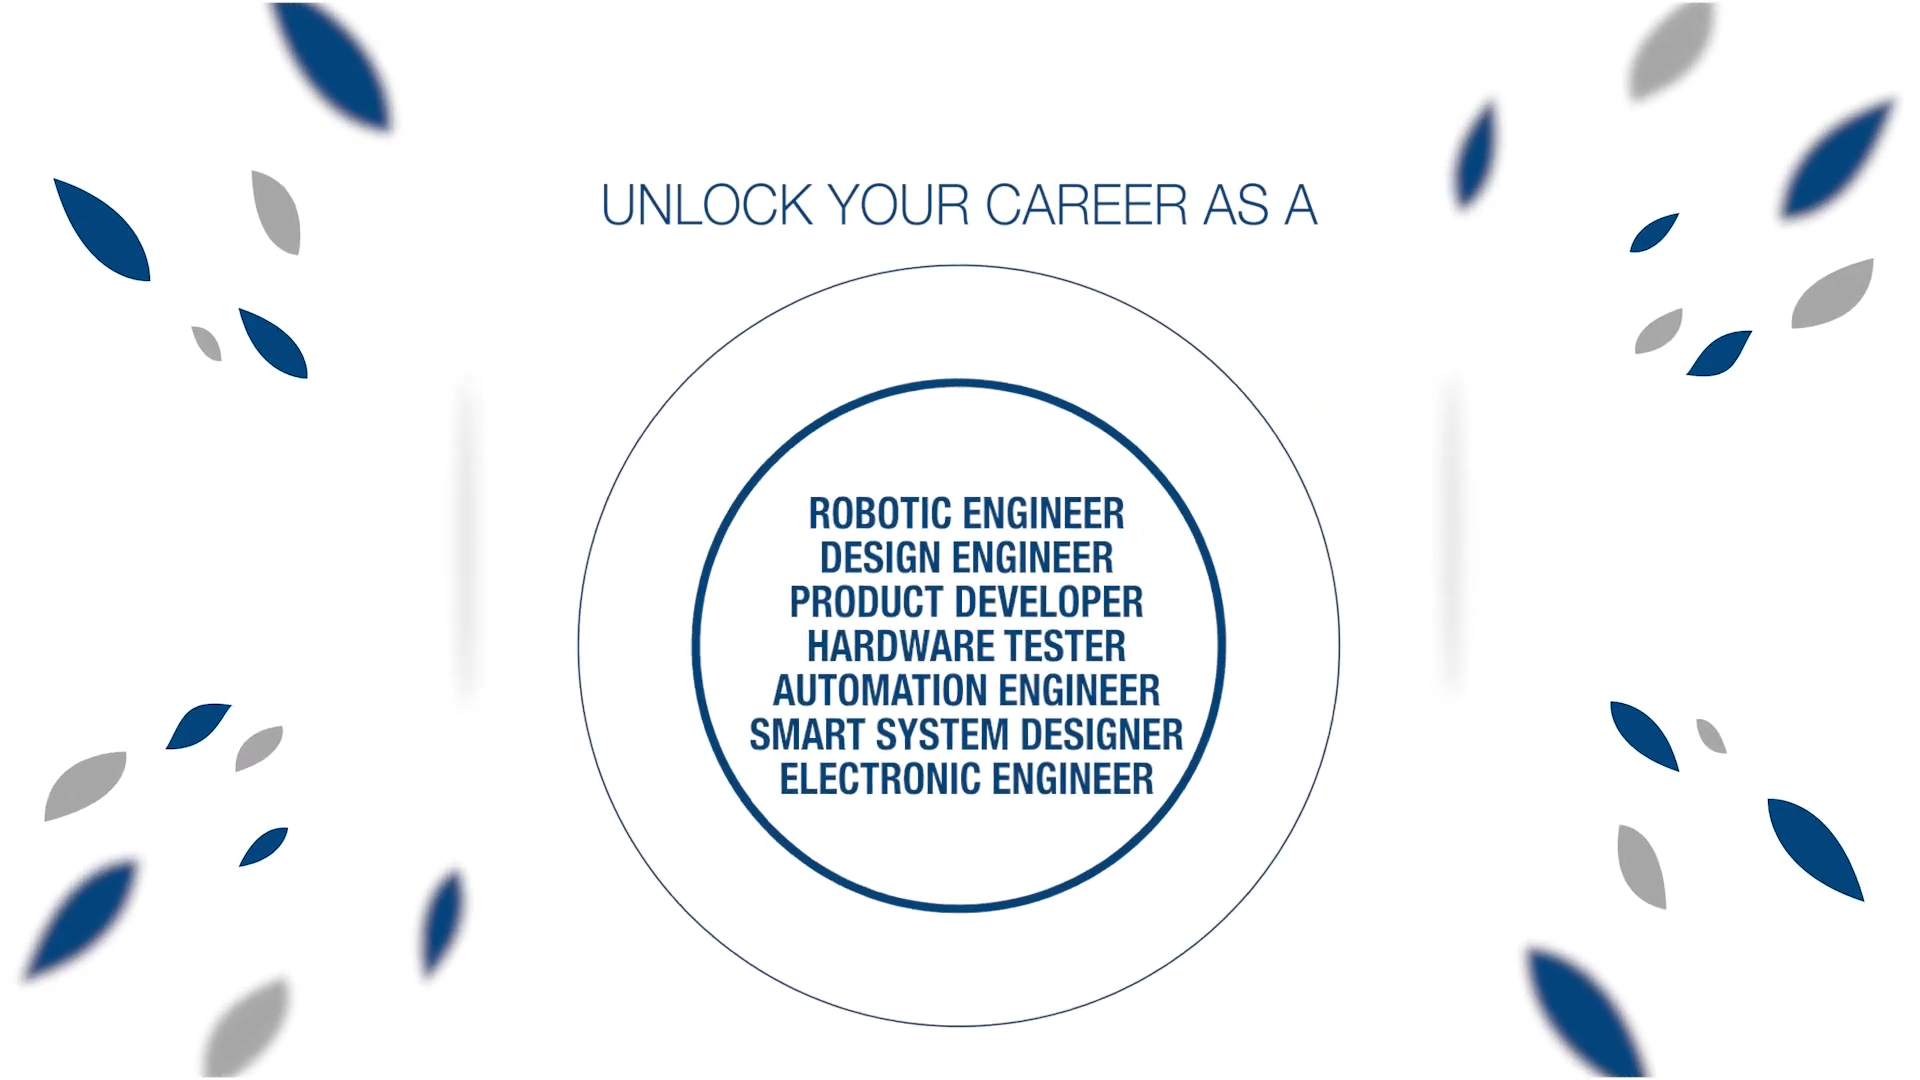 UNLOCK YOUR CAREER AS A
ROBOTIC ENGINEER
DESIGN ENGINEER
PRODUCT DEVELOPER
HARDWARE TESTER
AUTOMATION ENGINEER
SMART SYSTEM DESIGNER
ELECTRONIC ENGINEER